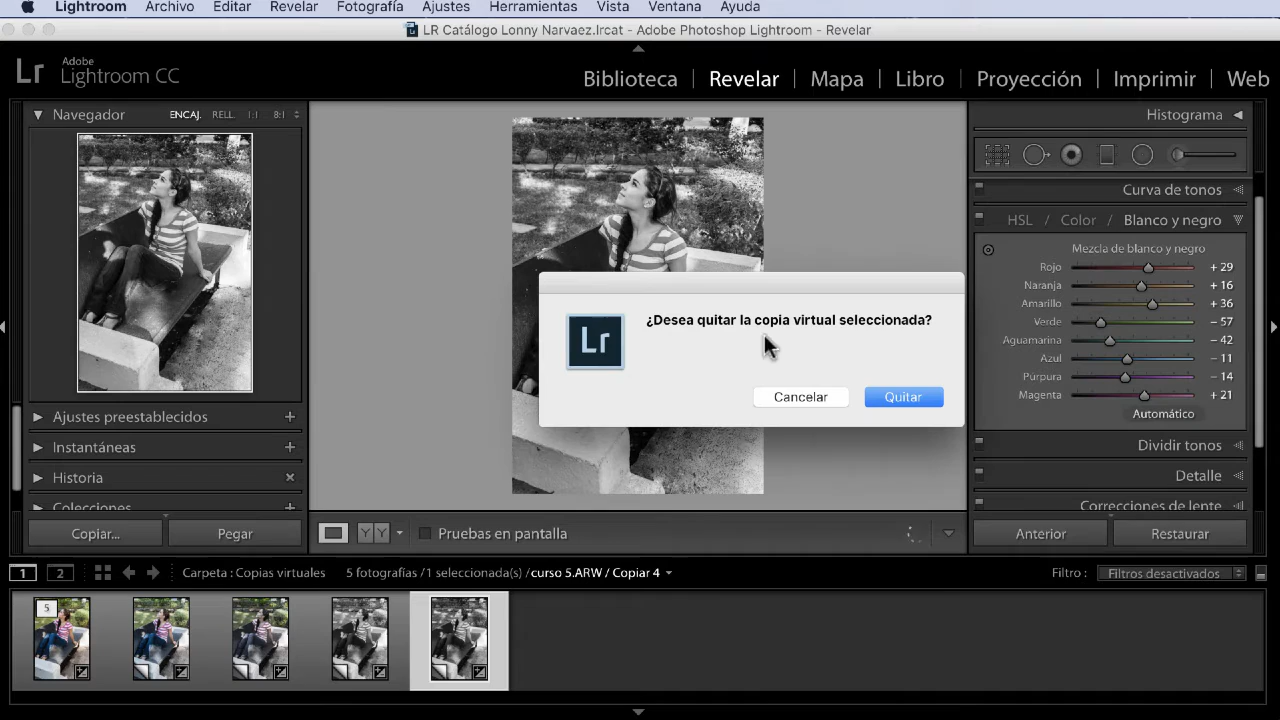 Lightroom Archivo Editar Revelar Fotografía Ajustes Herramientas Vista Ventana Ayuda
LR Catálogo Lonny Narvaez.lrcat - Adobe Photoshop Lightroom - Revelar
Lr Adobe
Lightroom CC
Biblioteca | Revelar | Mapa | Libro | Proyección | Imprimir | Web
Navegador ENCAJ. RELL. 1:1 8:1
Histograma
Curva de tonos
HSL / Color / Blanco y negro
Mezcla de blanco y negro
Rojo + 29
Naranja + 16
Amarillo + 36
Verde – 57
Aguamarina – 42
Azul – 11
Púrpura – 14
Magenta + 21
Automático
¿Desea quitar la copia virtual seleccionada?
Lr
Cancelar Quitar
Ajustes preestablecidos
Instantáneas
Historia
Colecciones
Dividir tonos
Detalle
Correcciones de lente
Copiar... Pegar
Y Y
Pruebas en pantalla
Anterior Restaurar
1 2 Carpeta : Copias virtuales 5 fotografías /1 seleccionada(s) /curso 5.ARW / Copiar 4
Filtro : Filtros desactivados
5